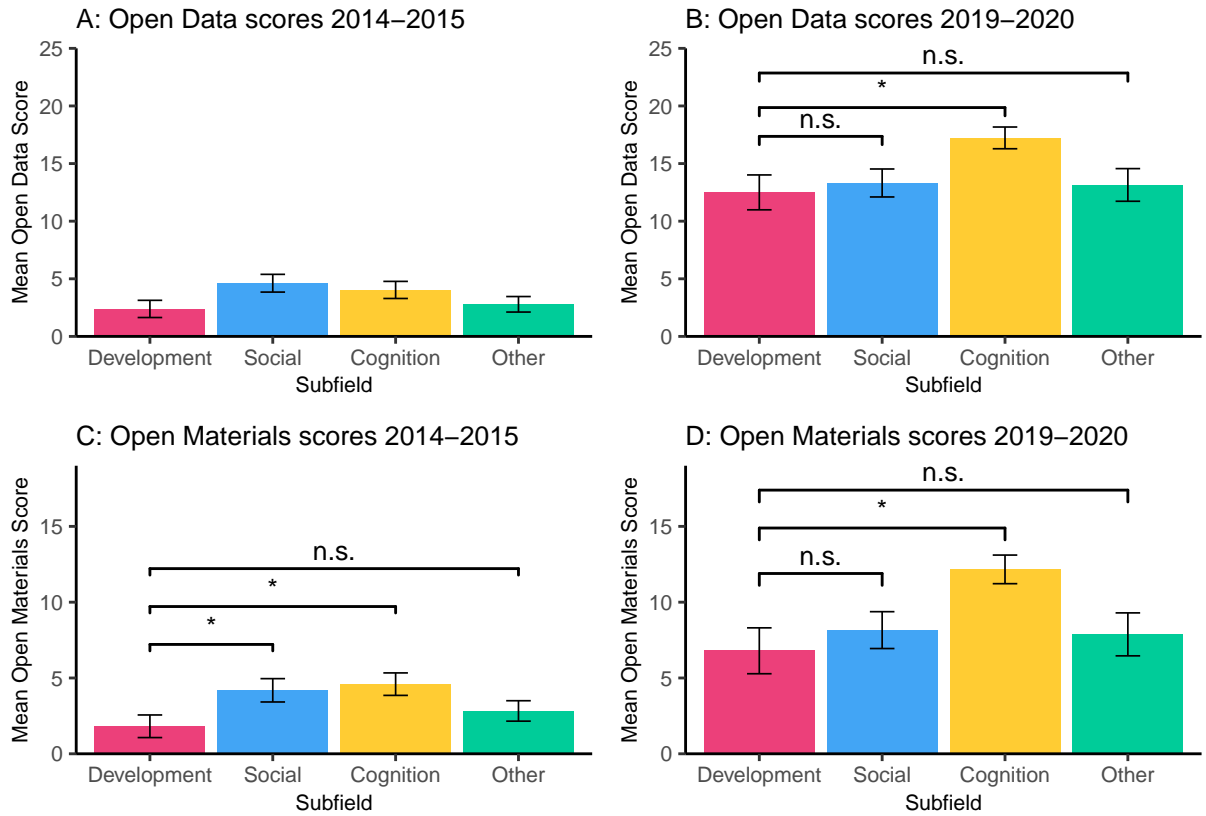 A: Open Data scores 2014–2015
Mean Open Data Score
25
20
15
10
5
0
Development Social Cognition Other
Subfield
B: Open Data scores 2019–2020
Mean Open Data Score
25
20
15
10
5
0
n.s.
*
n.s.
Development Social Cognition Other
Subfield
C: Open Materials scores 2014–2015
Mean Open Materials Score
15
10
5
0
n.s.
*
*
Development Social Cognition Other
Subfield
D: Open Materials scores 2019–2020
Mean Open Materials Score
15
10
5
0
n.s.
*
n.s.
Development Social Cognition Other
Subfield